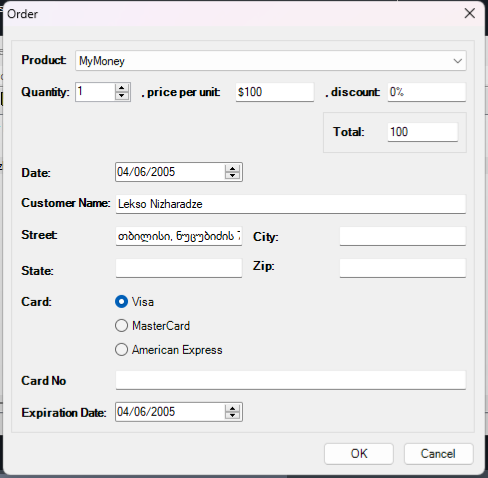 Order
Product: MyMoney
Quantity: 1 , price per unit: $100 , discount: 0%
Total: 100
Date: 04/06/2005
Customer Name: Lekso Nizharadze
Street: თბილისი, ნუცუბიძის City:
State: Zip:
Card: Visa
MasterCard
American Express
Card No
Expiration Date: 04/06/2005
OK Cancel